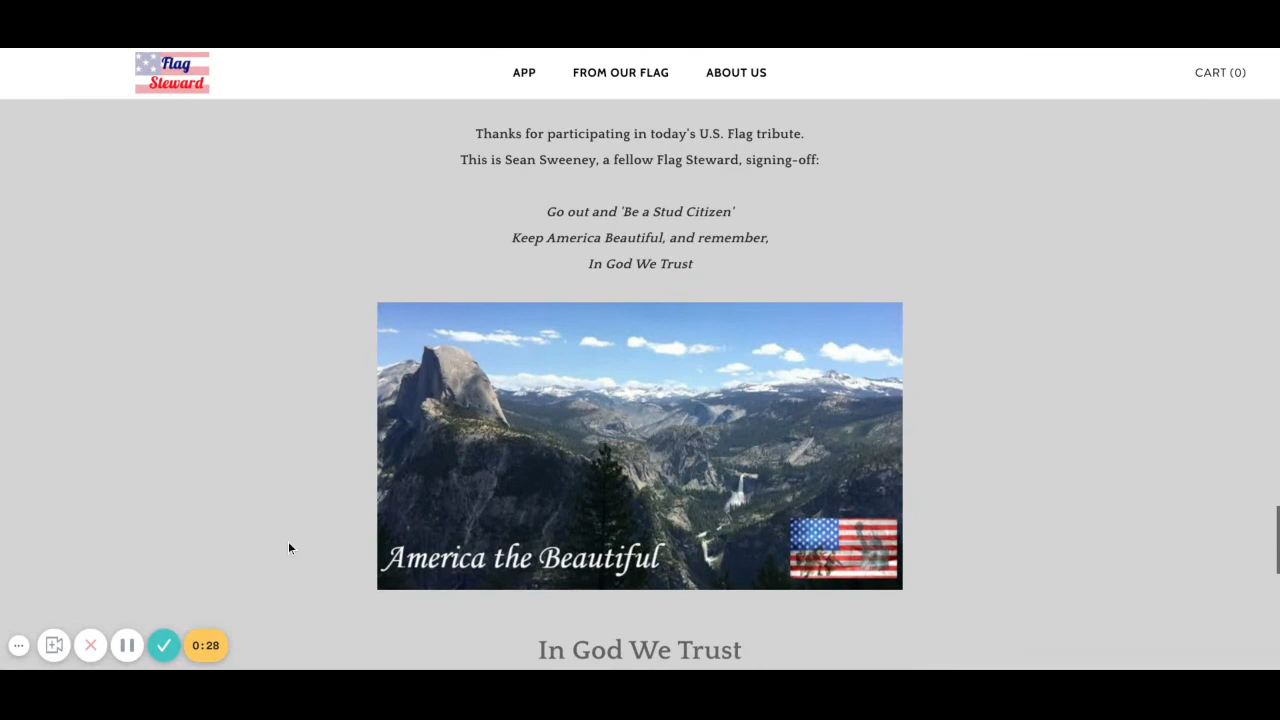 Flag
Steward
APP
FROM OUR FLAG
ABOUT US
CART (0)
Thanks for participating in today's U.S. Flag tribute.
This is Sean Sweeney, a fellow Flag Steward, signing-off:
Go out and 'Be a Stud Citizen'
Keep America Beautiful, and remember,
In God We Trust
America the Beautiful
In God We Trust
0:28